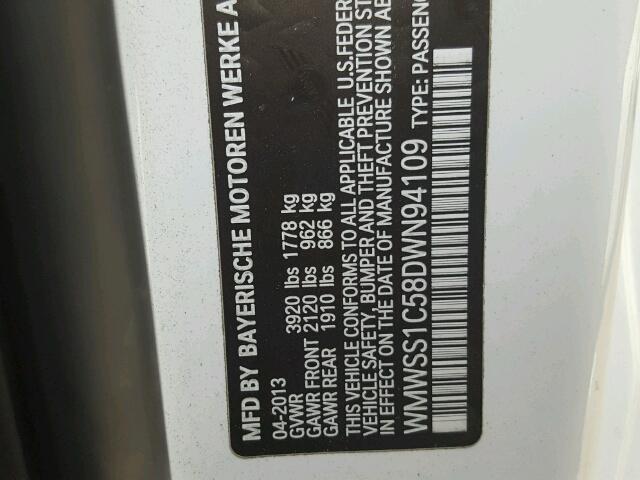 MFD BY BAYERISCHE MOTOREN WERKE A
04-2013
GVWR 3920 lbs 1778 kg
GAWR FRONT 2120 lbs 962 kg
GAWR REAR 1910 lbs 866 kg
THIS VEHICLE CONFORMS TO ALL APPLICABLE U.S.FEDER
VEHICLE SAFETY, BUMPER AND THEFT PREVENTION ST
IN EFFECT ON THE DATE OF MANUFACTURE SHOWN AB
WMWSS1C58DWN94109 TYPE: PASSENG